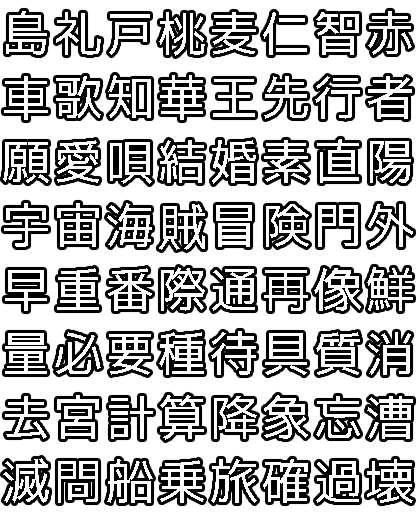 島礼戸桃麦仁智赤
車歌知華王先行者
願愛唄結婚素直陽
宇宙海賊冒険門外
早重番際通再像鮮
量必要種待具質消
去宮計算降象忘漕
滅問船乗旅確過壊